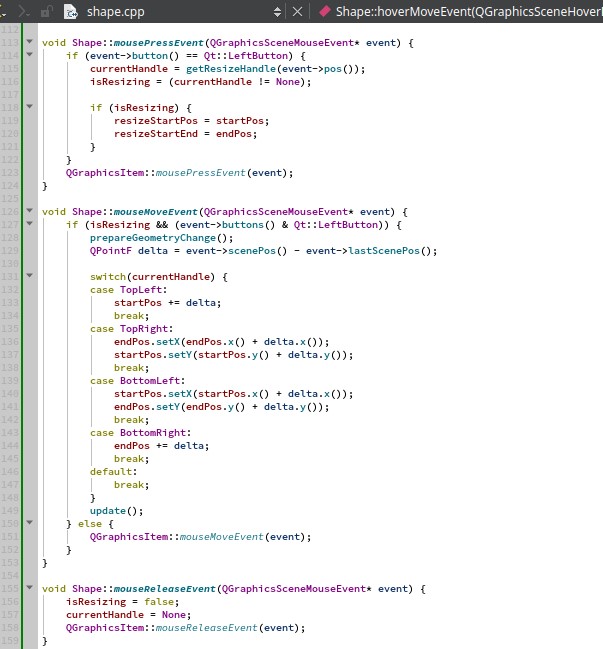 shape.cpp Shape::hoverMoveEvent(QGraphicsSceneHover
112
113 void Shape::mousePressEvent(QGraphicsSceneMouseEvent* event) {
114     if (event->button() == Qt::LeftButton) {
115         currentHandle = getResizeHandle(event->pos());
116         isResizing = (currentHandle != None);
117
118         if (isResizing) {
119             resizeStartPos = startPos;
120             resizeStartEnd = endPos;
121         }
122     }
123     QGraphicsItem::mousePressEvent(event);
124 }
125
126 void Shape::mouseMoveEvent(QGraphicsSceneMouseEvent* event) {
127     if (isResizing && (event->buttons() & Qt::LeftButton)) {
128         prepareGeometryChange();
129         QPointF delta = event->scenePos() - event->lastScenePos();
130
131         switch(currentHandle) {
132         case TopLeft:
133             startPos += delta;
134             break;
135         case TopRight:
136             endPos.setX(endPos.x() + delta.x());
137             startPos.setY(startPos.y() + delta.y());
138             break;
139         case BottomLeft:
140             startPos.setX(startPos.x() + delta.x());
141             endPos.setY(endPos.y() + delta.y());
142             break;
143         case BottomRight:
144             endPos += delta;
145             break;
146         default:
147             break;
148         }
149         update();
150     } else {
151         QGraphicsItem::mouseMoveEvent(event);
152     }
153 }
154
155 void Shape::mouseReleaseEvent(QGraphicsSceneMouseEvent* event) {
156     isResizing = false;
157     currentHandle = None;
158     QGraphicsItem::mouseReleaseEvent(event);
159 }